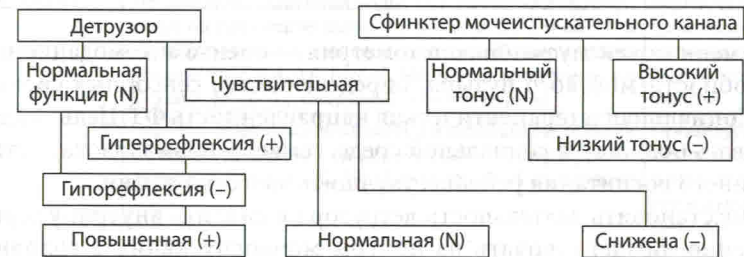 Детрузор
Сфинктер мочеиспускательного канала
Нормальная
функция (N)
Чувствительная
Нормальный
тонус (N)
Высокий
тонус (+)
Гиперрефлексия (+)
Низкий тонус (–)
Гипорефлексия (–)
Повышенная (+)
Нормальная (N)
Снижена (–)